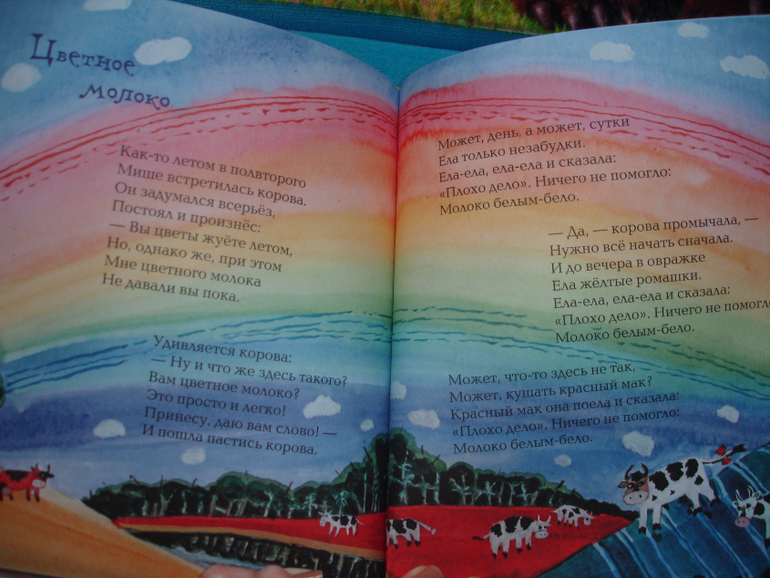 Цветное
молоко
Как-то летом в полвторого
Мише встретилась корова.
Он задумался всерьёз,
Постоял и произнёс:
— Вы цветы жуёте летом,
Но, однако же, при этом
Мне цветного молока
Не давали вы пока.
Удивляется корова:
— Ну и что же здесь такого?
Вам цветное молоко?
Это просто и легко!
Принесу, даю вам слово! —
И пошла пастись корова.
Может, день, а может, сутки
Ела только незабудки.
Ела-ела, ела-ела и сказала:
«Плохо дело». Ничего не помогло:
Молоко белым-бело.
— Да, — корова промычала, —
Нужно всё начать сначала.
И до вечера в овражке
Ела жёлтые ромашки.
Ела-ела, ела-ела и сказала:
«Плохо дело». Ничего не помогло
Молоко белым-бело.
Может, что-то здесь не так,
Может, кушать красный мак?
Красный мак она поела и сказала:
«Плохо дело». Ничего не помогло:
Молоко белым-бело.